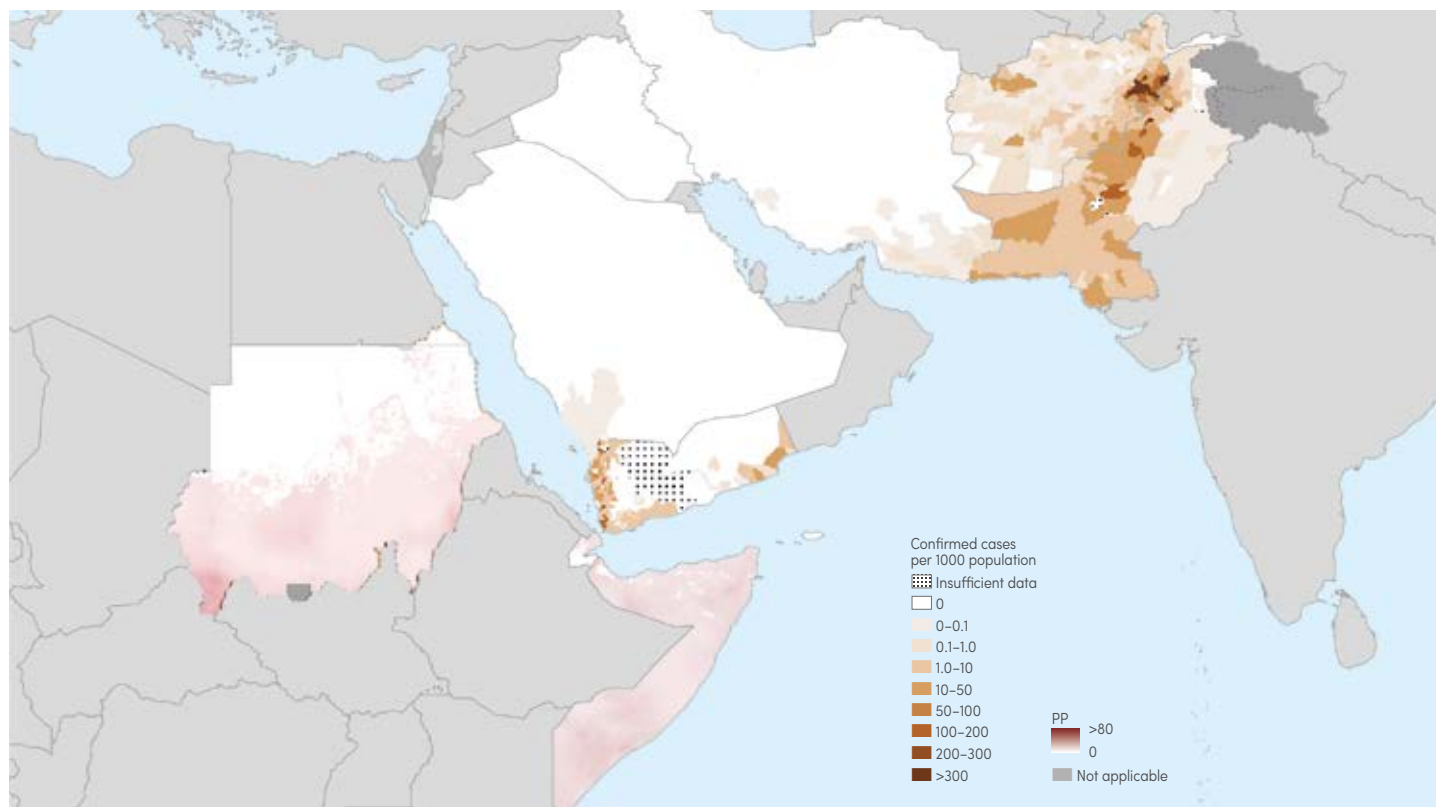 Confirmed cases
per 1000 population
Insufficient data
0
0–0.1
0.1–1.0
1.0–10
10–50
50–100
100–200
200–300
>300
PP
>80
0
Not applicable